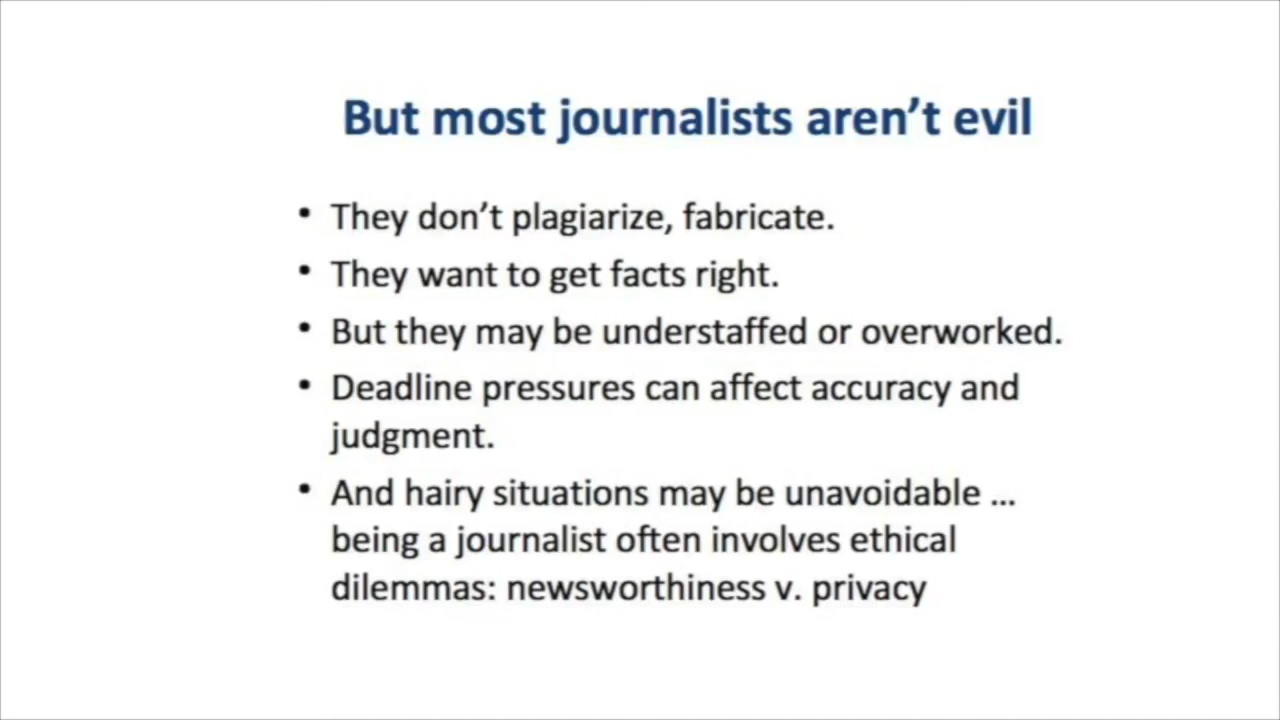 But most journalists aren’t evil
• They don’t plagiarize, fabricate.
• They want to get facts right.
• But they may be understaffed or overworked.
• Deadline pressures can affect accuracy and
judgment.
• And hairy situations may be unavoidable ...
being a journalist often involves ethical
dilemmas: newsworthiness v. privacy